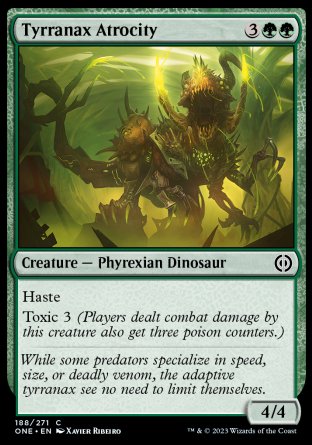 Tyrranax Atrocity 3
Creature — Phyrexian Dinosaur
Haste
Toxic 3 (Players dealt combat damage by
this creature also get three poison counters.)
While some predators specialize in speed,
size, or deadly venom, the adaptive
tyrranax see no need to limit themselves.
4/4
188/271 C
ONE • EN Xavier Ribeiro
™ & © 2023 Wizards of the Coast